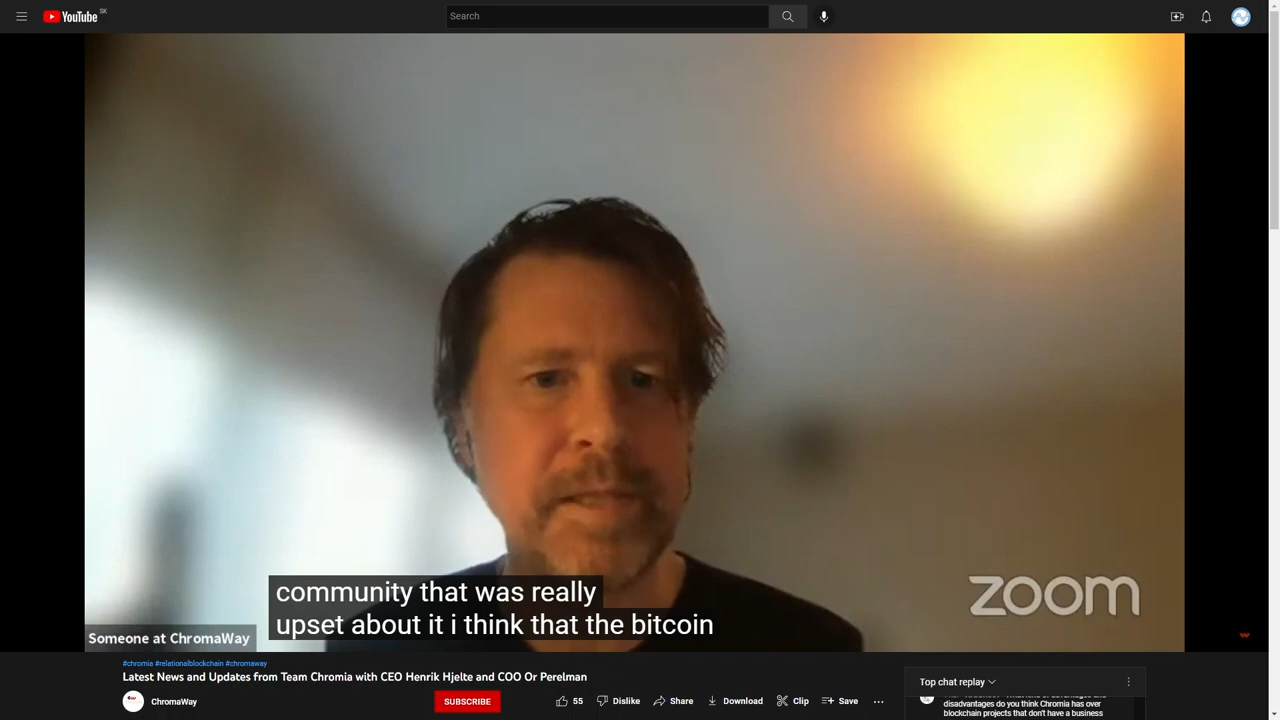 YouTube SK
Search
community that was really
upset about it i think that the bitcoin
zoom
Someone at ChromaWay
#chromia #relationalblockchain #chromaway
Latest News and Updates from Team Chromia with CEO Henrik Hjelte and COO Or Perelman
ChromaWay
SUBSCRIBE
55
Dislike
Share
Download
Clip
Save
Top chat replay
disadvantages do you think Chromia has over
blockchain projects that don't have a business